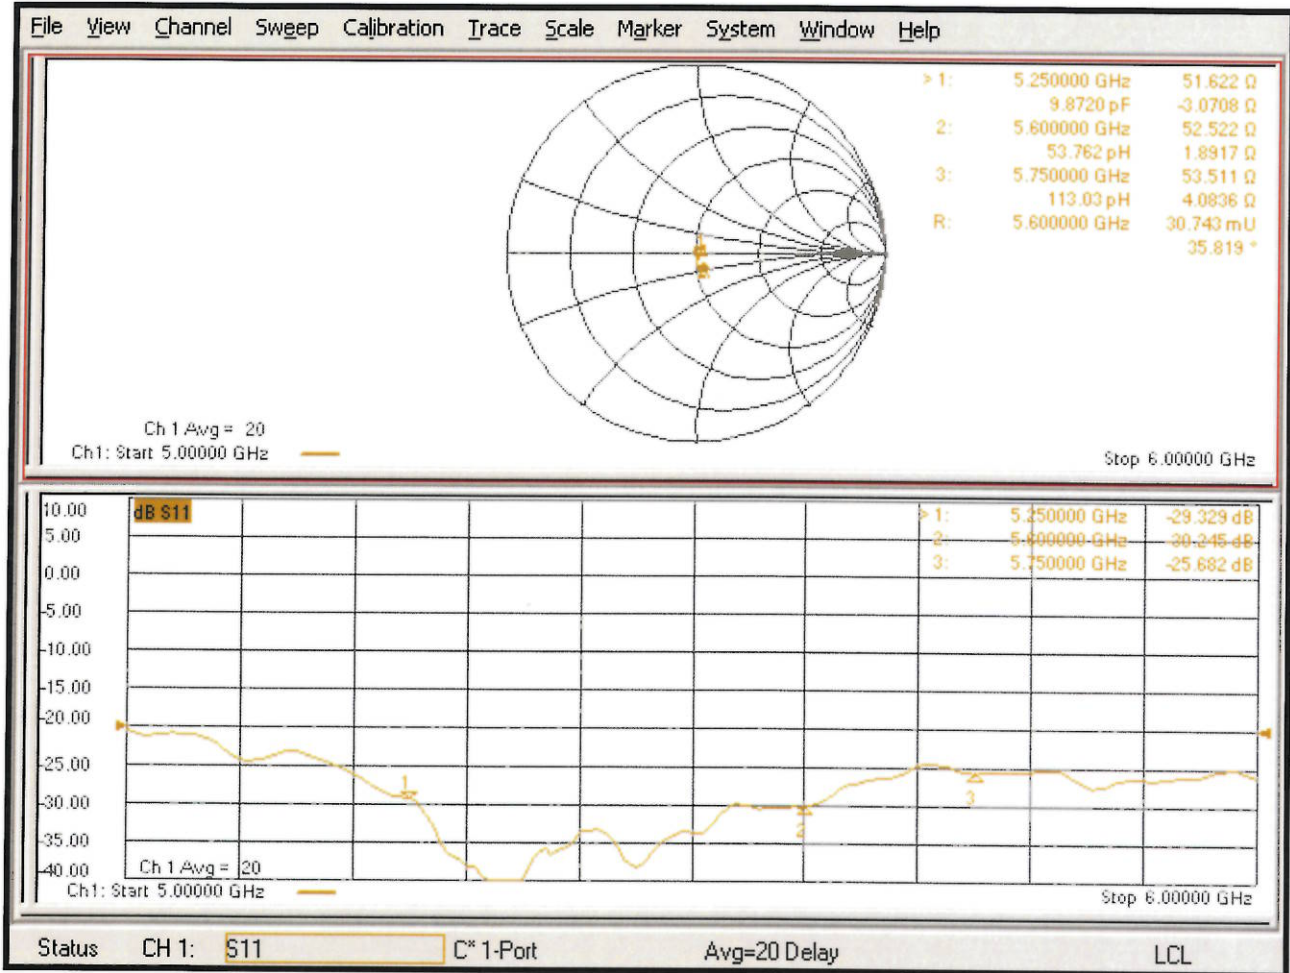 File View Channel Sweep Calibration Trace Scale Marker System Window Help
> 1: 5.250000 GHz 51.622 Ω
9.8720 pF -3.0708 Ω
2: 5.600000 GHz 52.522 Ω
53.762 pH 1.8917 Ω
3: 5.750000 GHz 53.511 Ω
113.03 pH 4.0836 Ω
R: 5.600000 GHz 30.743 mU
35.819 °
Ch 1 Avg = 20
Ch1: Start 5.00000 GHz Stop 6.00000 GHz
10.00 dB S11 > 1: 5.250000 GHz -29.329 dB
5.00 2: 5.600000 GHz -30.245 dB
0.00 3: 5.750000 GHz -25.682 dB
-5.00
-10.00
-15.00
-20.00
-25.00
1
-30.00
3
2
-35.00
-40.00 Ch 1 Avg = 20
Ch1: Start 5.00000 GHz Stop 6.00000 GHz
Status CH 1: S11 C* 1-Port Avg=20 Delay LCL